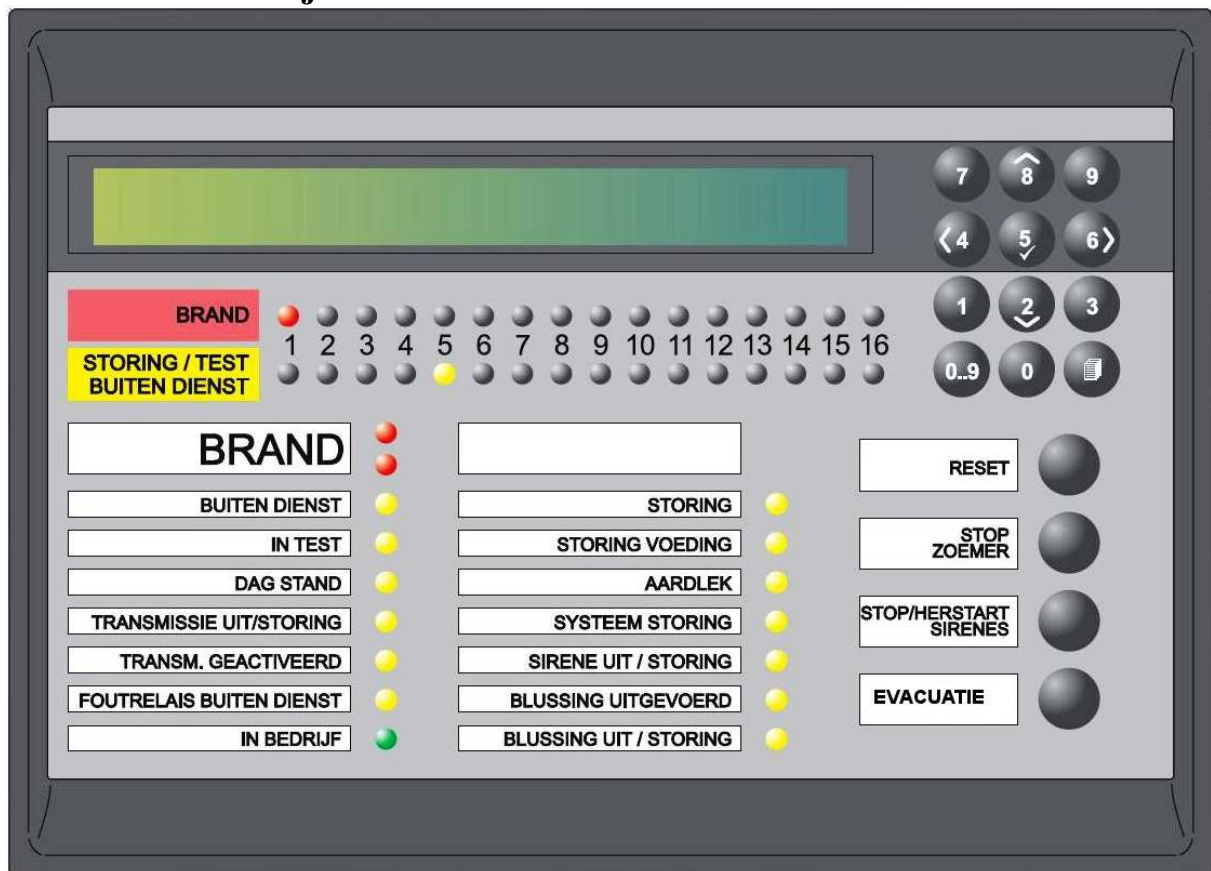 j
7 8 9
4 5 6
BRAND
1 2 3 4 5 6 7 8 9 10 11 12 13 14 15 16
1 2 3
STORING / TEST
BUITEN DIENST
0..9 0
BRAND
RESET
BUITEN DIENST
STORING
IN TEST
STORING VOEDING
STOP
ZOEMER
DAG STAND
AARDLEK
TRANSMISSIE UIT/STORING
SYSTEEM STORING
STOP/HERSTART
SIRENES
TRANSM. GEACTIVEERD
SIRENE UIT / STORING
FOUTRELAIS BUITEN DIENST
BLUSSING UITGEVOERD
EVACUATIE
IN BEDRIJF
BLUSSING UIT / STORING